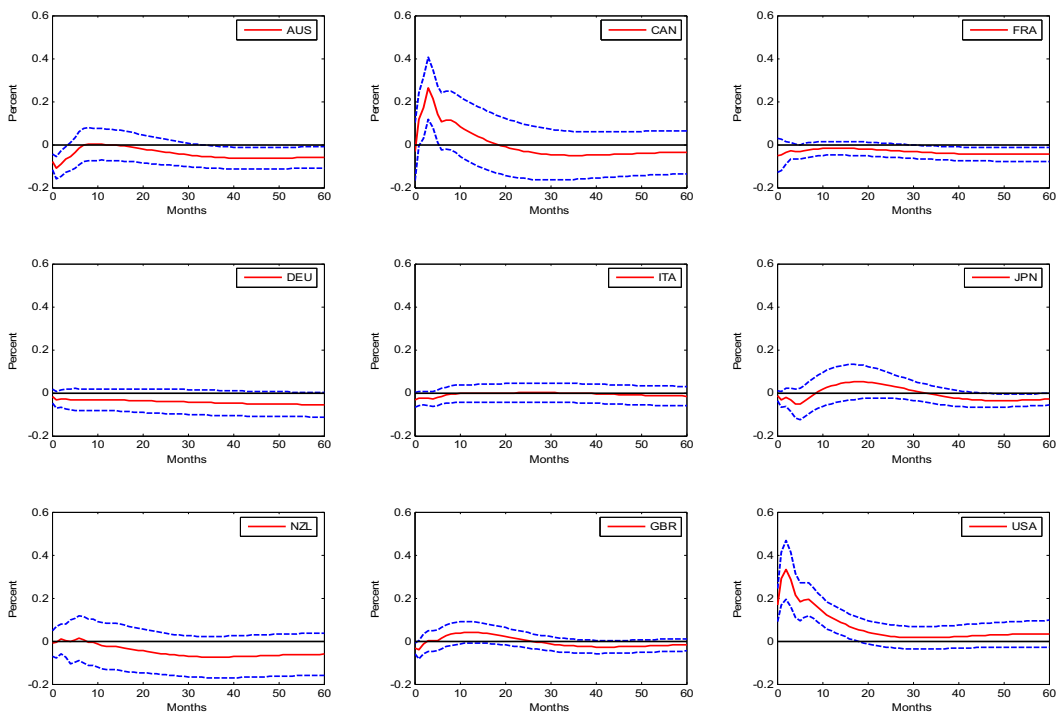 0.6 0.6 0.6
AUS CAN FRA
0.4 0.4 0.4
Percent Percent Percent
0.2 0.2 0.2
0 0 0
-0.2 -0.2 -0.2
0 10 20 30 40 50 60 0 10 20 30 40 50 60 0 10 20 30 40 50 60
Months Months Months
0.6 0.6 0.6
DEU ITA JPN
0.4 0.4 0.4
Percent Percent Percent
0.2 0.2 0.2
0 0 0
-0.2 -0.2 -0.2
0 10 20 30 40 50 60 0 10 20 30 40 50 60 0 10 20 30 40 50 60
Months Months Months
0.6 0.6 0.6
NZL GBR USA
0.4 0.4 0.4
Percent Percent Percent
0.2 0.2 0.2
0 0 0
-0.2 -0.2 -0.2
0 10 20 30 40 50 60 0 10 20 30 40 50 60 0 10 20 30 40 50 60
Months Months Months